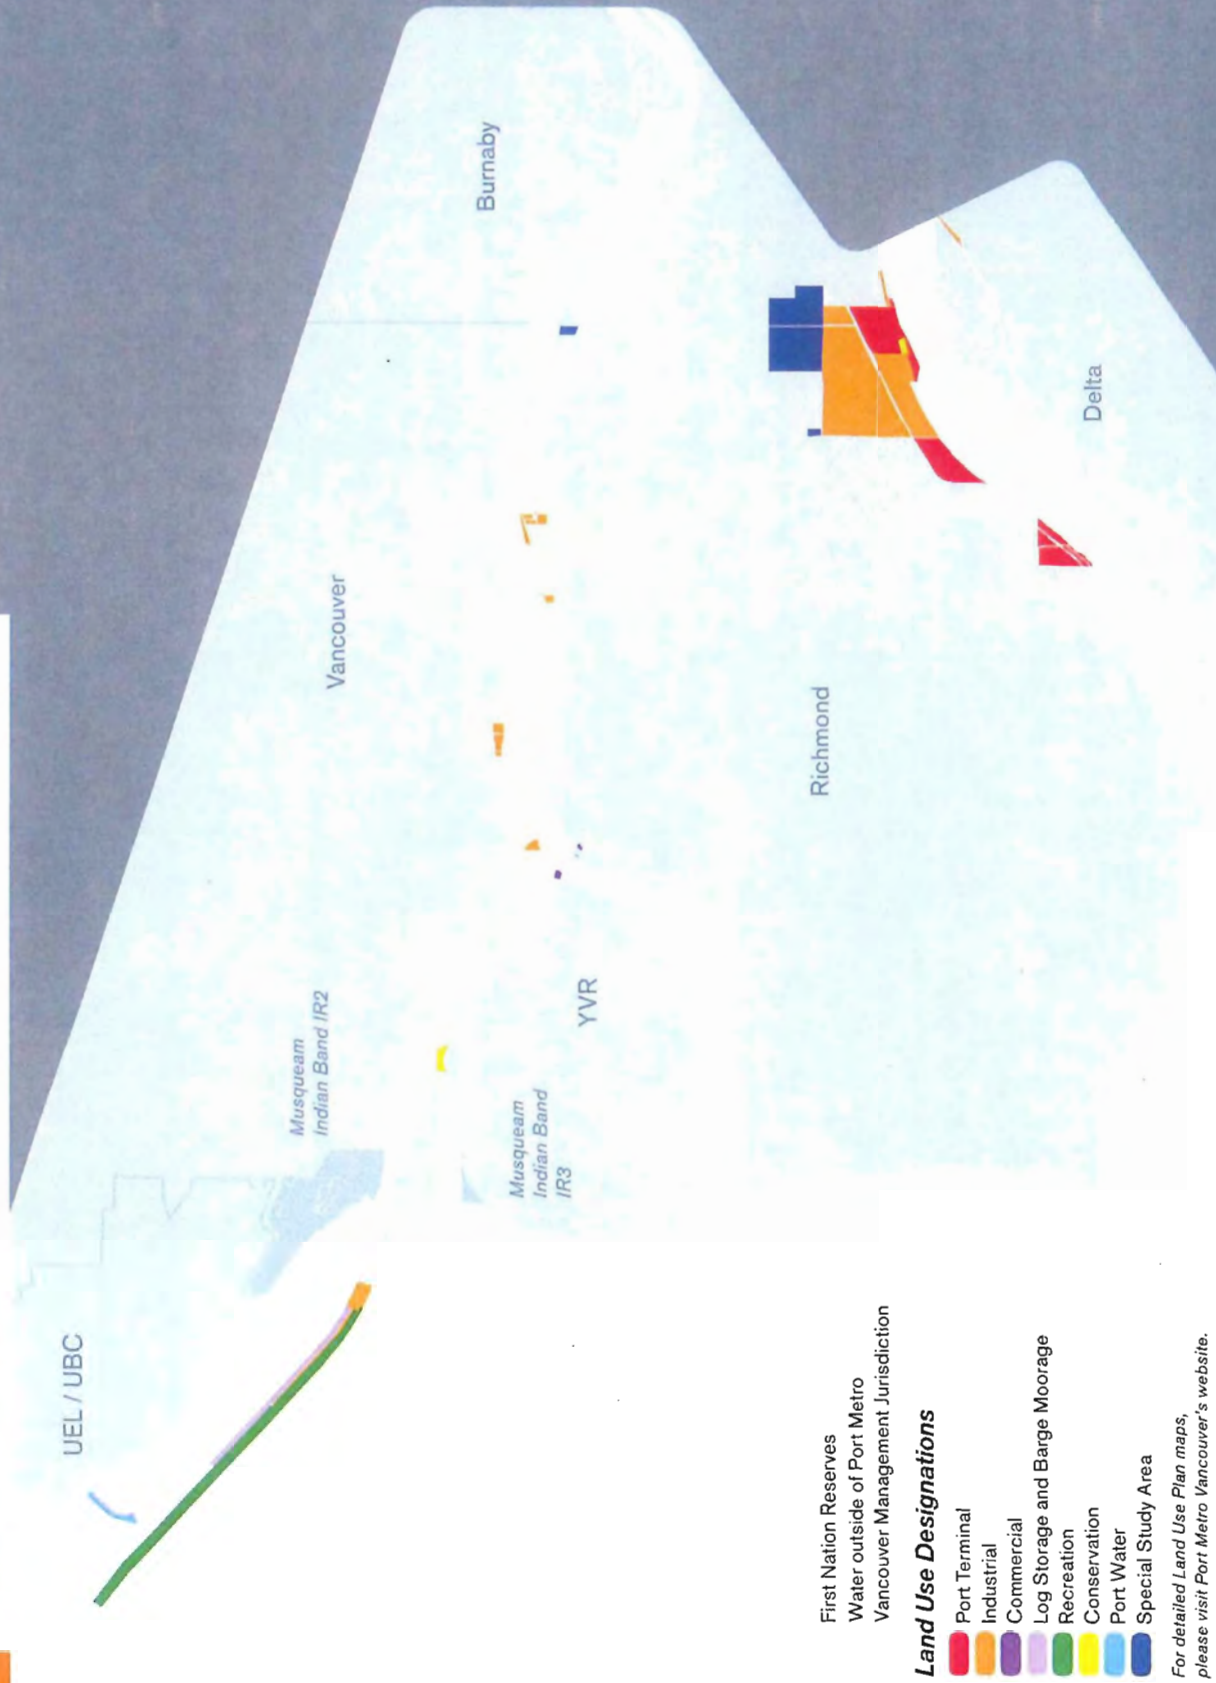 UEL / UBC
Musqueam
Indian Band IR2
Vancouver
Burnaby
Musqueam
Indian Band
IR3
YVR
Richmond
Delta
First Nation Reserves
Water outside of Port Metro
Vancouver Management Jurisdiction
Land Use Designations
Port Terminal
Industrial
Commercial
Log Storage and Barge Moorage
Recreation
Conservation
Port Water
Special Study Area
For detailed Land Use Plan maps,
please visit Port Metro Vancouver's website.